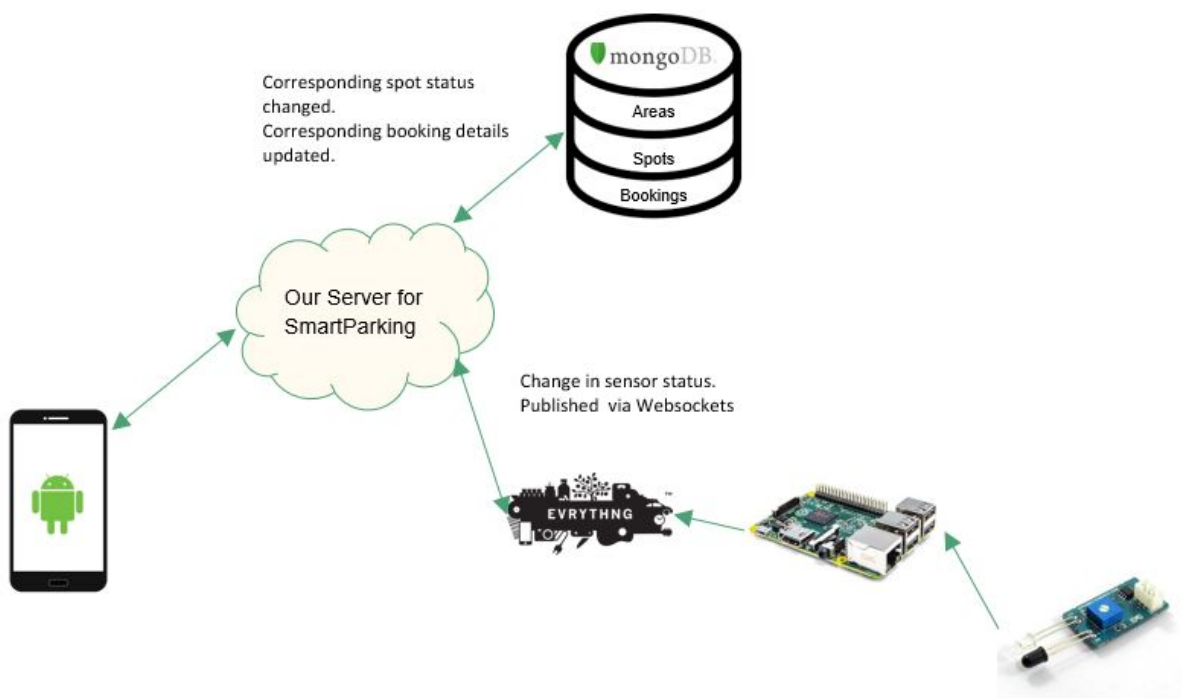 mongoDB.
Areas
Spots
Bookings
Corresponding spot status
changed.
Corresponding booking details
updated.
Our Server for
SmartParking
Change in sensor status.
Published via Websockets
EVRYTHNG
TM